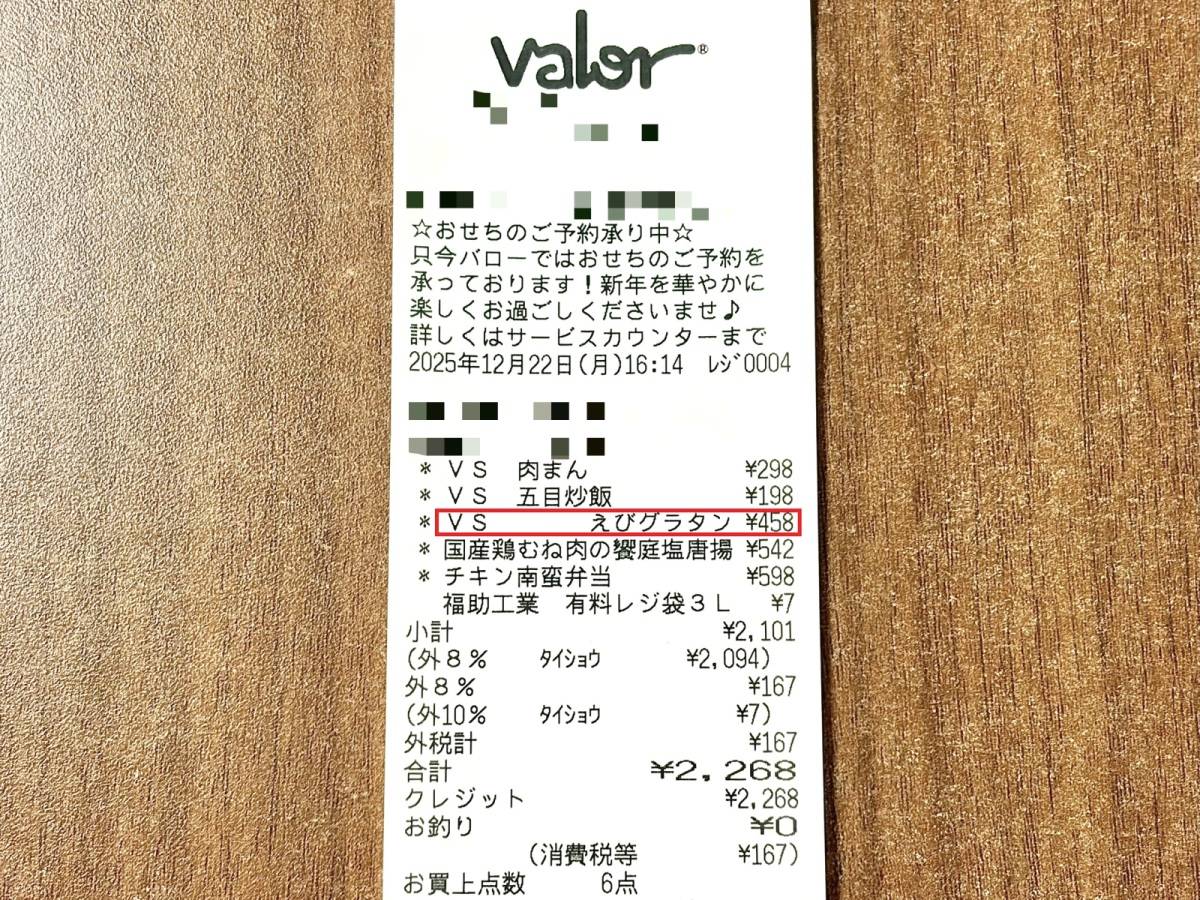 valor®
☆おせちのご予約承り中☆
只今バローではおせちのご予約を
承っております！新年を華やかに
楽しくお過ごしくださいませ♪
詳しくはサービスカウンターまで
2025年12月22日(月)16:14 ﾚｼﾞ0004
* ＶＳ 肉まん ¥298
* ＶＳ 五目炒飯 ¥198
* ＶＳ えびグラタン ¥458
* 国産鶏むね肉の饗庭塩唐揚 ¥542
* チキン南蛮弁当 ¥598
福助工業 有料レジ袋３Ｌ ¥7
小計 ¥2,101
(外８% ﾀｲｼｮｳ ¥2,094)
外８% ¥167
(外10% ﾀｲｼｮｳ ¥7)
外税計 ¥167
合計 ¥2,268
クレジット ¥2,268
お釣り ¥0
(消費税等 ¥167)
お買上点数 6点